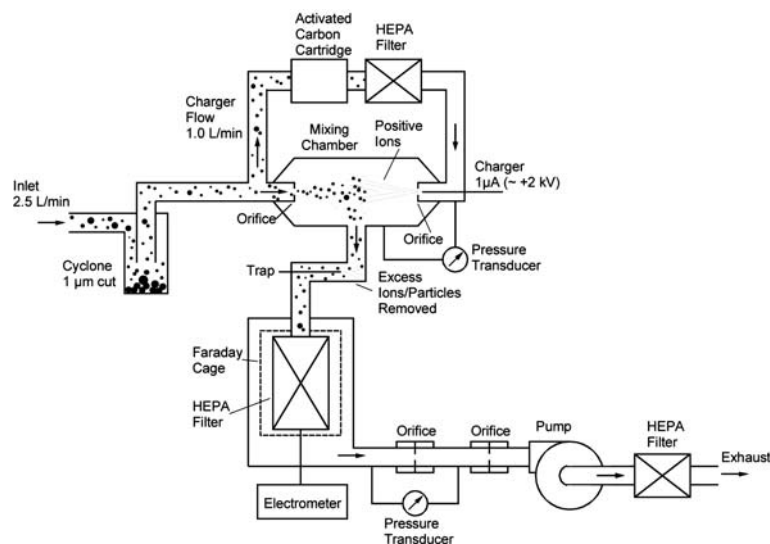 Activated
Carbon
Cartridge
HEPA
Filter
Charger
Flow
1.0 L/min
Mixing
Chamber
Positive
Ions
Charger
1µA (~ +2 kV)
Inlet
2.5 L/min
Orifice
Orifice
Cyclone
1 µm cut
Pressure
Transducer
Trap
Excess
Ions/Particles
Removed
Faraday
Cage
HEPA
Filter
Orifice
Orifice
Pump
HEPA
Filter
Exhaust
Electrometer
Pressure
Transducer